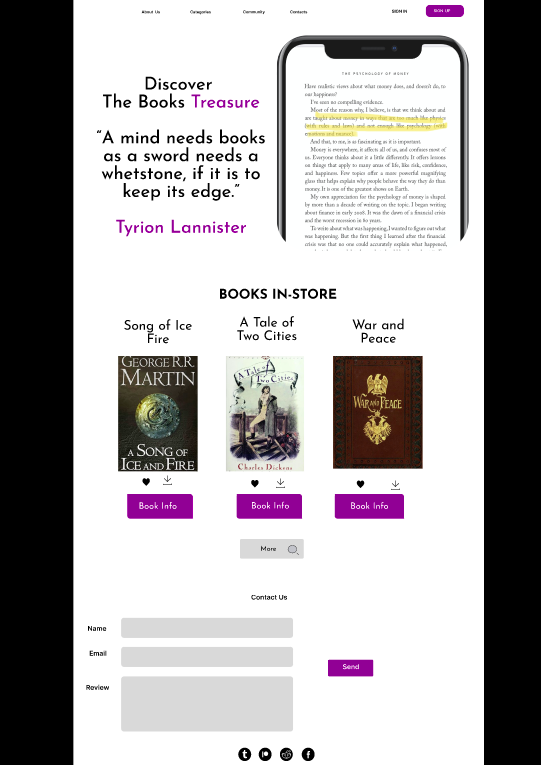 About Us Categories Community Contacts SIGN IN SIGN UP
Discover
The Books Treasure
“A mind needs books
as a sword needs a
whetstone, if it is to
keep its edge.”
Tyrion Lannister
THE PSYCHOLOGY OF MONEY
Have realistic views about what money does, and doesn't do, to
our happiness?
I've seen no compelling evidence.
Most of the reason why, I believe, is that we think about and
are taught about money in ways that are too much like physics
(with rules and laws) and not enough like psychology (with
emotions and nuance).
And that, to me, is as fascinating as it is important.
Money is everywhere, it affects all of us, and confuses most of
us. Everyone thinks about it a little differently. It offers lessons
on things that apply to many areas of life, like risk, confidence,
and happiness. Few topics offer a more powerful magnifying
glass that helps explain why people behave the way they do than
money. It is one of the greatest shows on Earth.
My own appreciation for the psychology of money is shaped
by more than a decade of writing on the topic. I began writing
about finance in early 2008. It was the dawn of a financial crisis
and the worst recession in 80 years.
To write about what was happening, I wanted to figure out what
was happening. But the first thing I learned after the financial
crisis was that no one could accurately explain what happened,
BOOKS IN-STORE
Song of Ice
Fire
A Tale of
Two Cities
War and
Peace
GEORGE R.R.
MARTIN
A SONG OF
ICE AND FIRE
A Tale of
Two Cities
Charles Dickens
WAR AND PEACE
Book Info
Book Info
Book Info
More
Contact Us
Name
Email
Send
Review